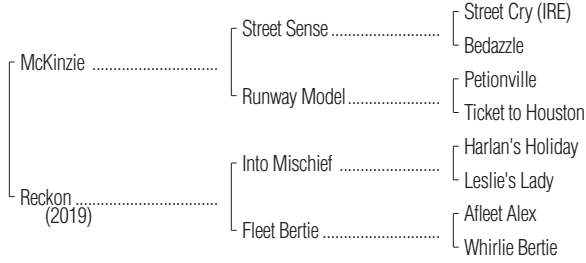 Street Cry (IRE)
Street Sense
Bedazzle
McKinzie
Petionville
Runway Model
Ticket to Houston
Harlan's Holiday
Into Mischief
Leslie's Lady
Reckon
(2019)
Afleet Alex
Fleet Bertie
Whirlie Bertie